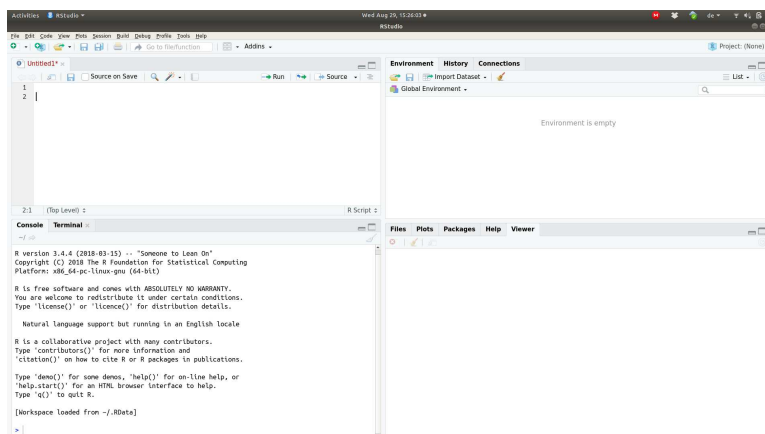 Activities RStudio Wed Aug 29, 15:26:03 de
RStudio
File Edit Code View Plots Session Build Debug Profile Tools Help
Go to file/function Addins Project: (None)
Untitled1*
Source on Save Run Source
1
2
2:1 (Top Level) R Script
Console Terminal
~/
R version 3.4.4 (2018-03-15) -- "Someone to Lean On"
Copyright (C) 2018 The R Foundation for Statistical Computing
Platform: x86_64-pc-linux-gnu (64-bit)
R is free software and comes with ABSOLUTELY NO WARRANTY.
You are welcome to redistribute it under certain conditions.
Type 'license()' or 'licence()' for distribution details.
Natural language support but running in an English locale
R is a collaborative project with many contributors.
Type 'contributors()' for more information and
'citation()' on how to cite R or R packages in publications.
Type 'demo()' for some demos, 'help()' for on-line help, or
'help.start()' for an HTML browser interface to help.
Type 'q()' to quit R.
[Workspace loaded from ~/.RData]
>
Environment History Connections
Import Dataset List
Global Environment
Environment is empty
Files Plots Packages Help Viewer